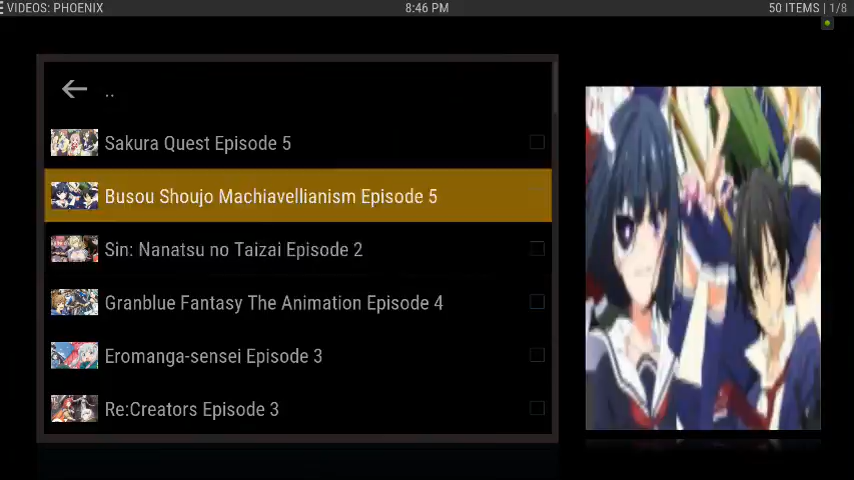 VIDEOS: PHOENIX
8:46 PM
50 ITEMS | 1/8
..
Sakura Quest Episode 5
Busou Shoujo Machiavellianism Episode 5
Sin: Nanatsu no Taizai Episode 2
Granblue Fantasy The Animation Episode 4
Eromanga-sensei Episode 3
Re:Creators Episode 3